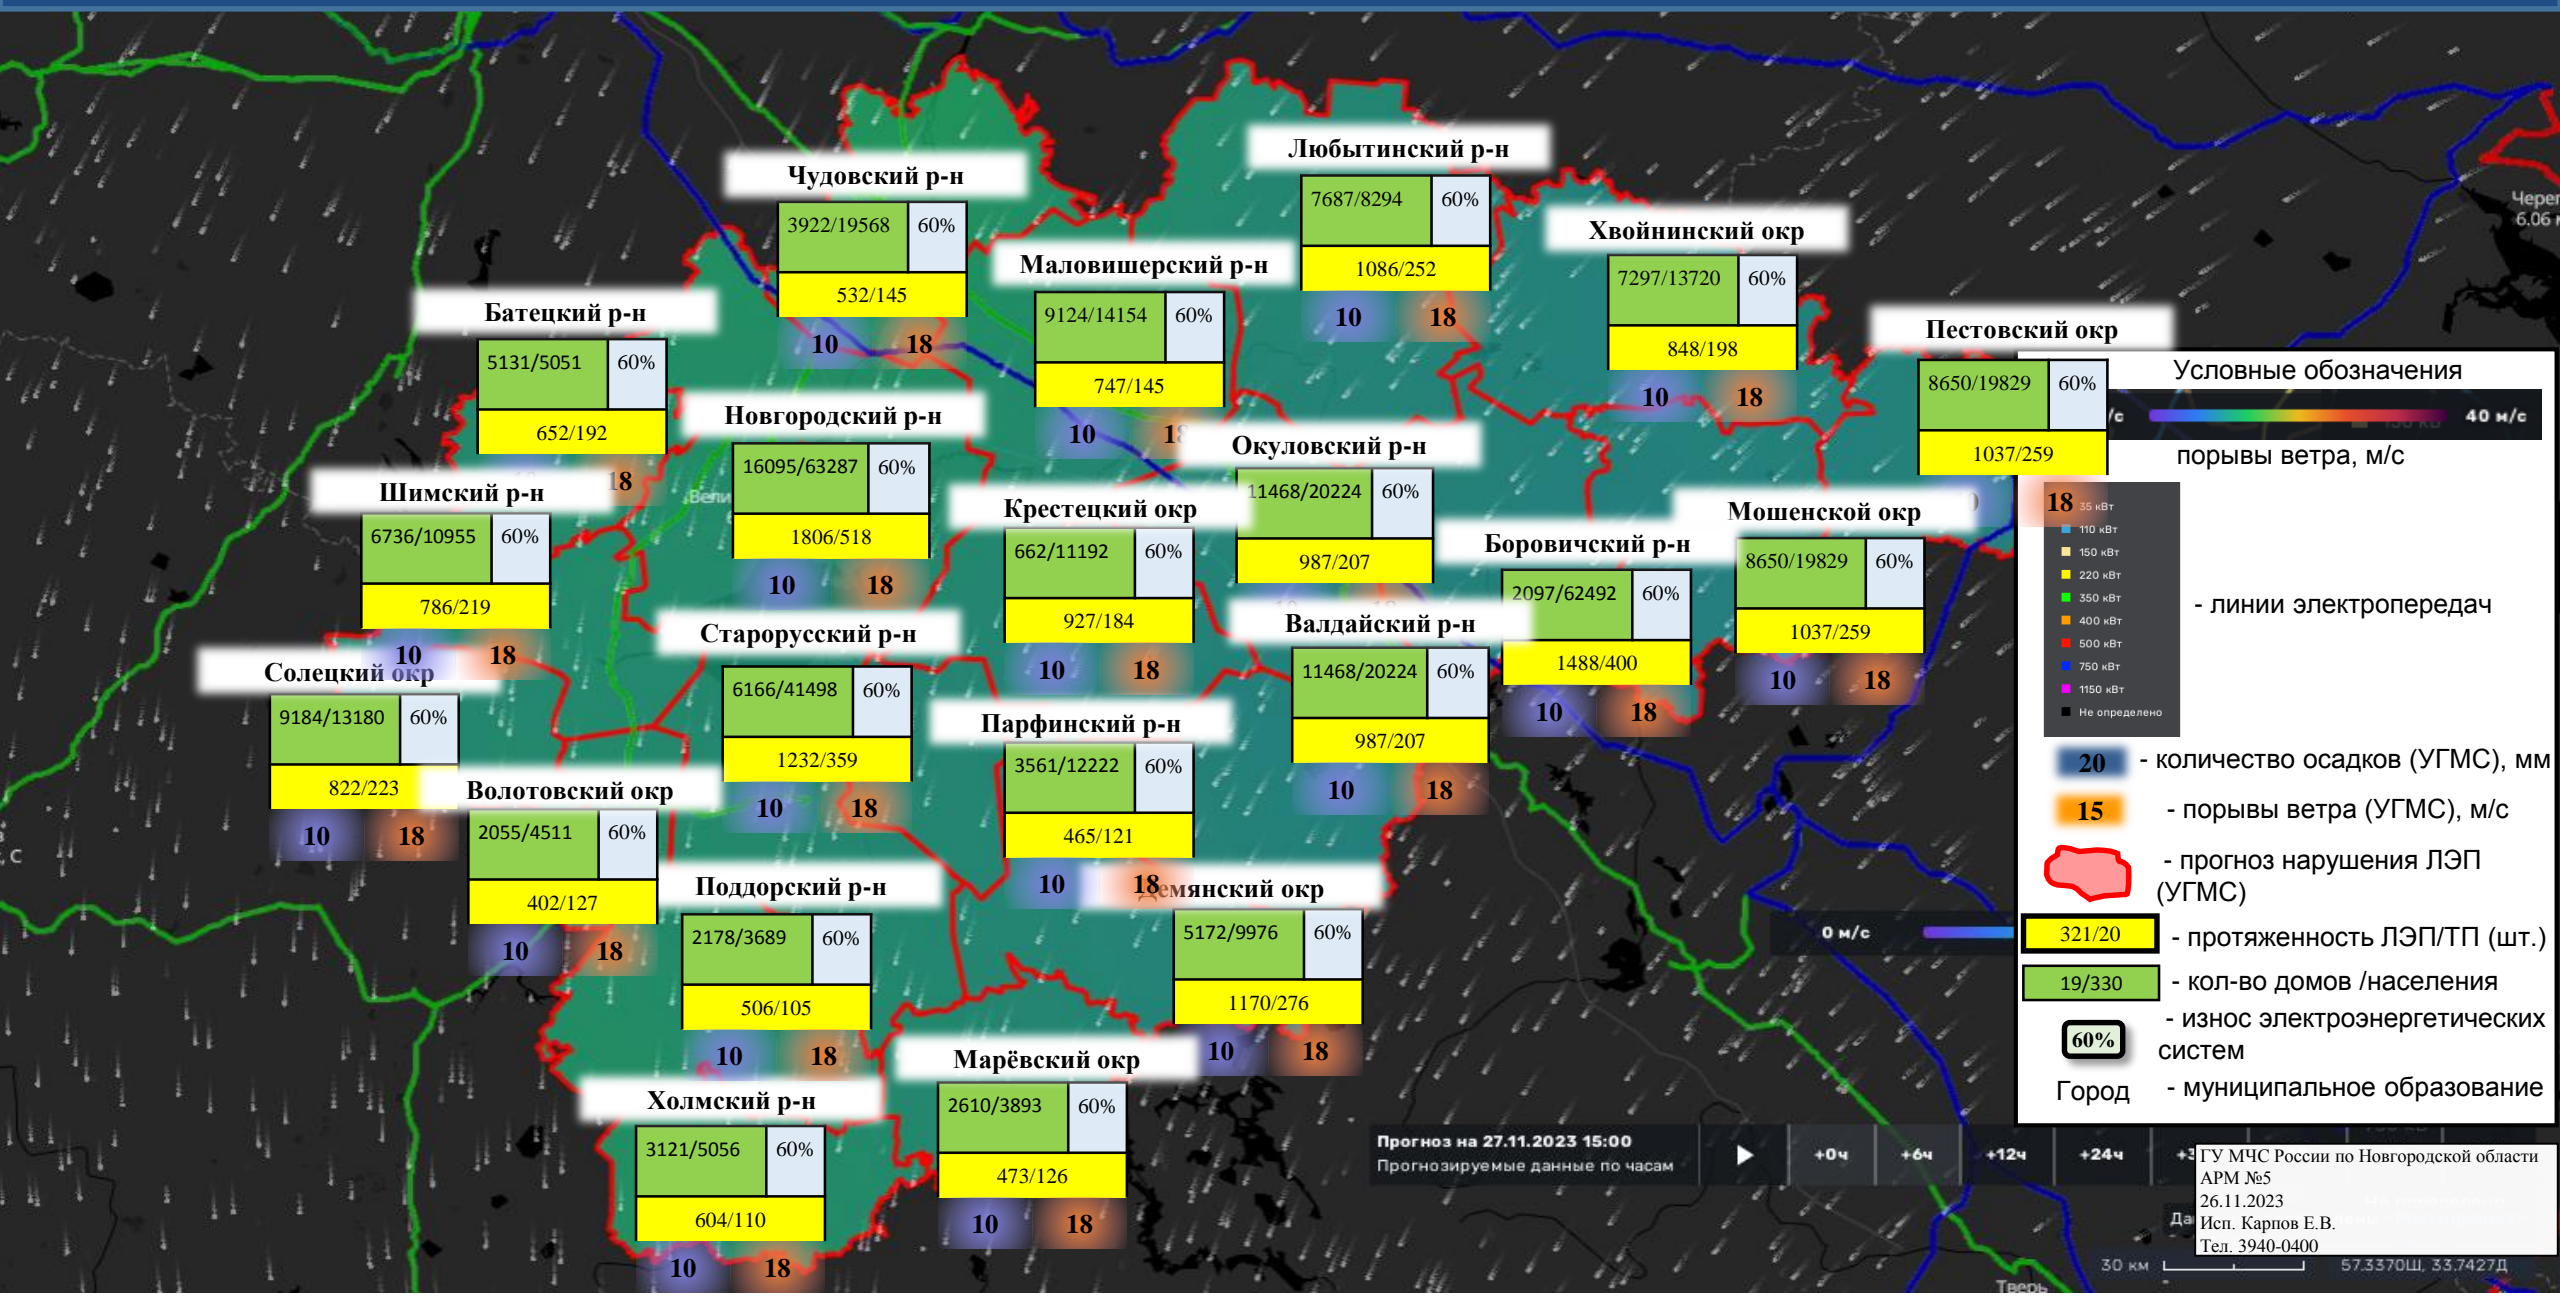 Любытинский р-н
7687/8294 60%
1086/252
10 18
Чудовский р-н
3922/19568 60%
532/145
10 18
Хвойнинский окр
7297/13720 60%
848/198
10 18
Маловишерский р-н
9124/14154 60%
747/145
10 18
Батецкий р-н
5131/5051 60%
652/192
18
Пестовский окр
8650/19829 60%
1037/259
18
Новгородский р-н
16095/63287 60%
1806/518
10 18
Окуловский р-н
11468/20224 60%
987/207
Шимский р-н
6736/10955 60%
786/219
10 18
Крестецкий окр
662/11192 60%
927/184
10 18
Мошенской окр
8650/19829 60%
1037/259
10 18
Боровичский р-н
2097/62492 60%
1488/400
10 18
Старорусский р-н
6166/41498 60%
1232/359
10 18
Валдайский р-н
11468/20224 60%
987/207
10 18
Солецкий окр
9184/13180 60%
822/223
10 18
Парфинский р-н
3561/12222 60%
465/121
10 18
Волотовский окр
2055/4511 60%
402/127
10 18
Поддорский р-н
2178/3689 60%
506/105
10 18
Демянский окр
5172/9976 60%
1170/276
10 18
Марёвский окр
2610/3893 60%
473/126
10 18
Холмский р-н
3121/5056 60%
604/110
10 18
Условные обозначения
/с 40 м/с
порывы ветра, м/с
35 кВт
110 кВт
150 кВт
220 кВт
350 кВт
400 кВт
500 кВт
750 кВт
1150 кВт
Не определено
- линии электропередач
20 - количество осадков (УГМС), мм
15 - порывы ветра (УГМС), м/с
- прогноз нарушения ЛЭП
(УГМС)
321/20 - протяженность ЛЭП/ТП (шт.)
19/330 - кол-во домов /населения
60% - износ электроэнергетических
систем
Город - муниципальное образование
0 м/с
Прогноз на 27.11.2023 15:00
Прогнозируемые данные по часам
+0ч +6ч +12ч +24ч
ГУ МЧС России по Новгородской области
АРМ №5
26.11.2023
Исп. Карпов Е.В.
Тел. 3940-0400
30 км 57.3370Ш, 33.7427Д
Тверь